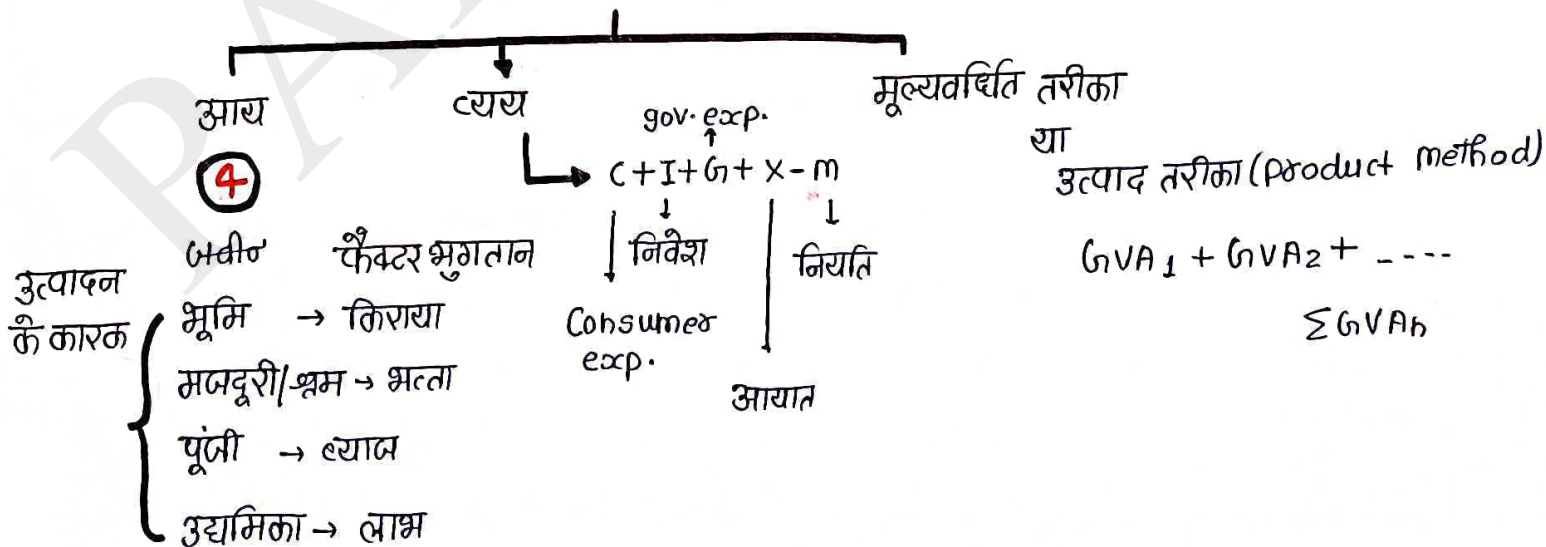 आय
व्यय
मूल्यवर्धित तरीका
या
उत्पाद तरीका (Product method)
gov. exp.
C+I+G+X-m
④
फैक्टर भुगतान
निवेश
निर्यात
GVA1 + GVA2 + ----
ΣGVAn
उत्पादन
के कारक
भूमि → किराया
Consumer
exp.
मजदूरी/श्रम → भत्ता
आयात
पूंजी → ब्याज
उद्यमिका → लाभ